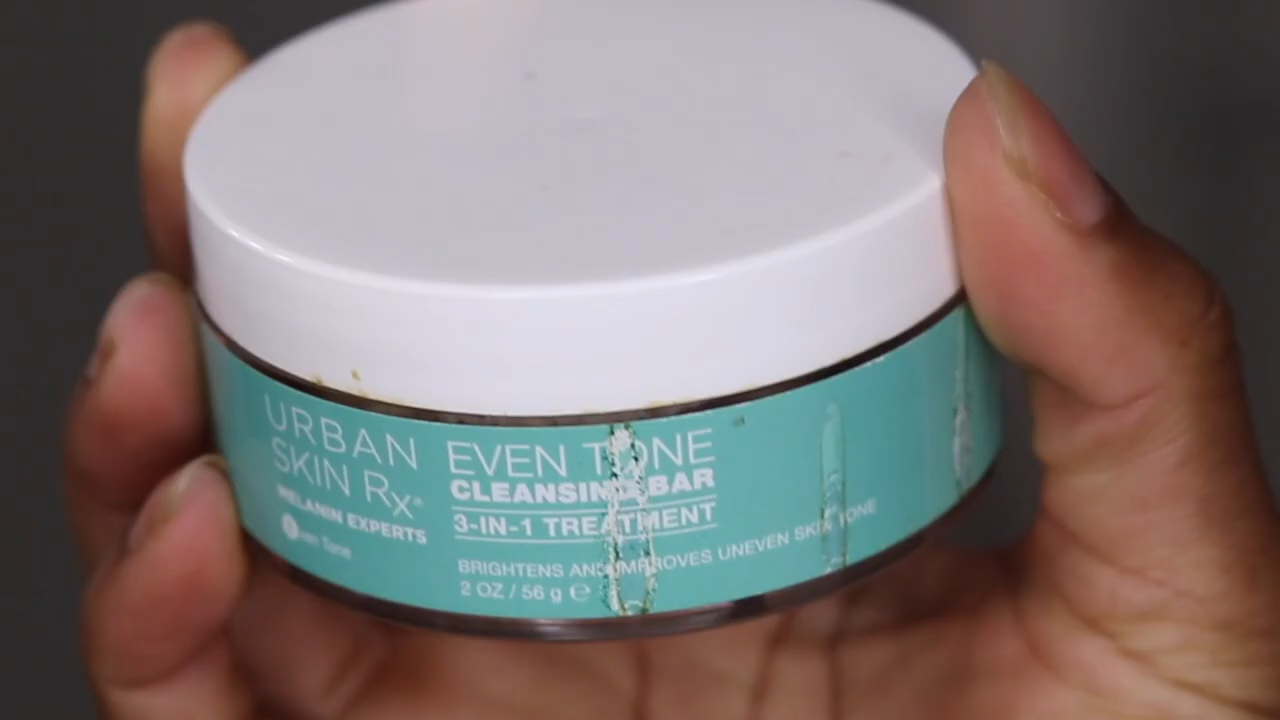 URBAN
SKIN Rx®
MELANIN EXPERTS
Even Tone
EVEN TONE
CLEANSING BAR
3-IN-1 TREATMENT
BRIGHTENS AND IMPROVES UNEVEN SKIN TONE
2 OZ / 56 g ℮